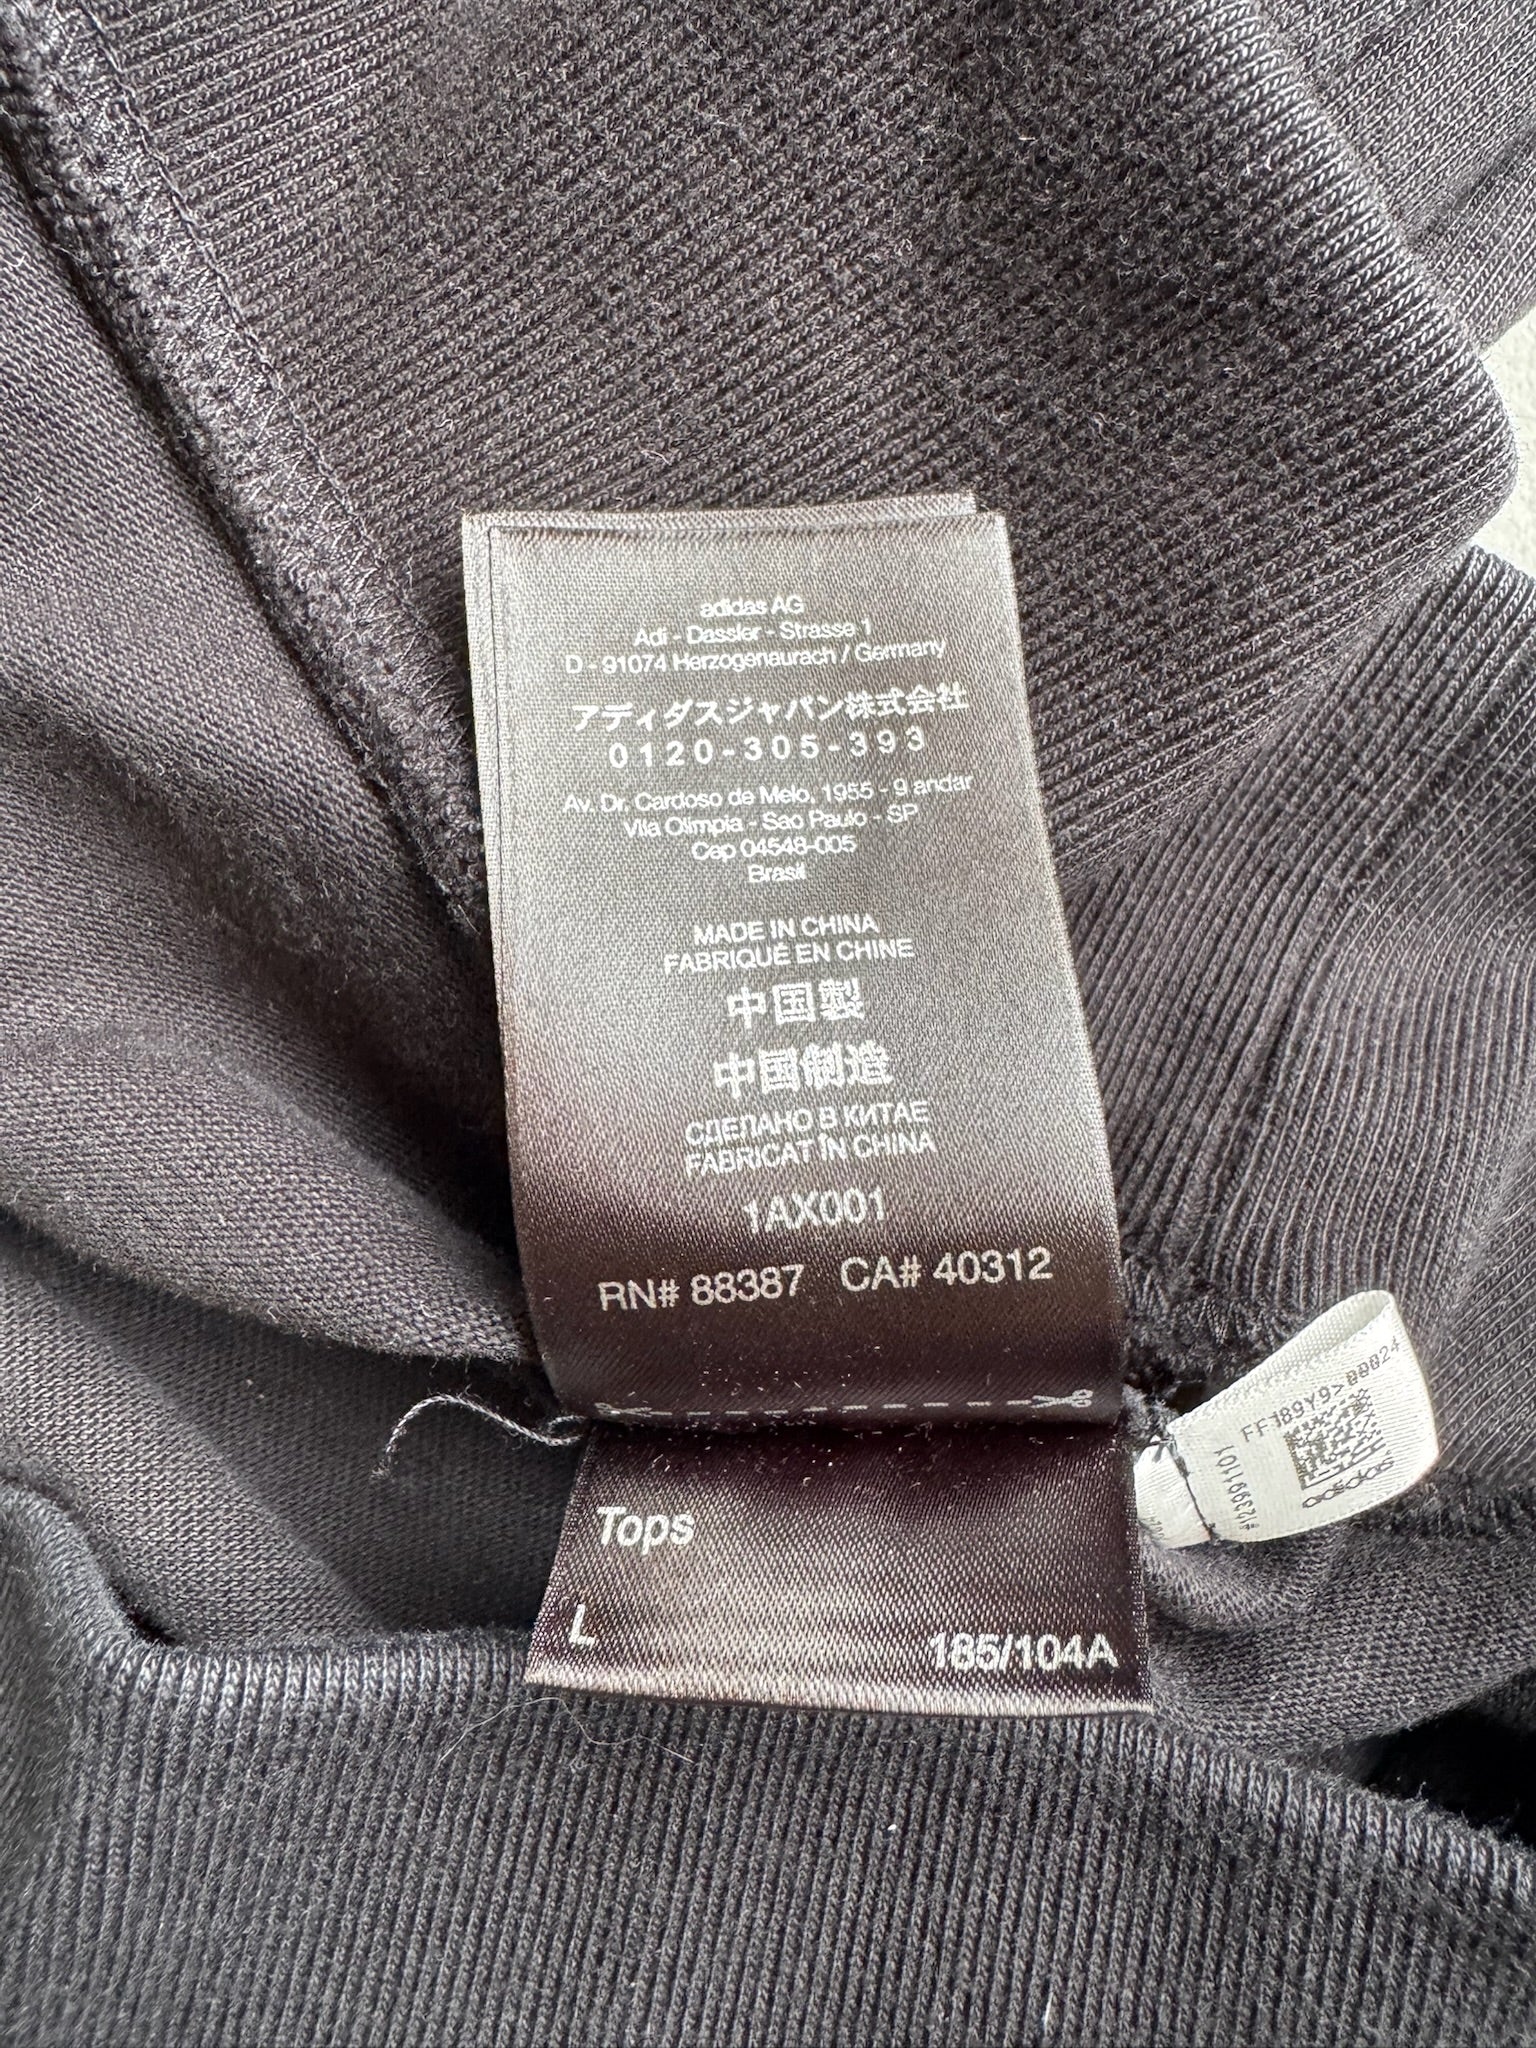 adidas AG
Adi - Dassler - Strasse 1
D - 91074 Herzogenaurach / Germany
アディダスジャパン株式会社
0120-305-393
Av. Dr. Cardoso de Melo, 1955 - 9 andar
Vila Olimpia - Sao Paulo - SP
Cep 04548-005
Brasil
MADE IN CHINA
FABRIQUÉ EN CHINE
中国製
中国制造
СДЕЛАНО В КИТАЕ
FABRICAT ÎN CHINA
1AX001
RN# 88387 CA# 40312
Tops
L 185/104A